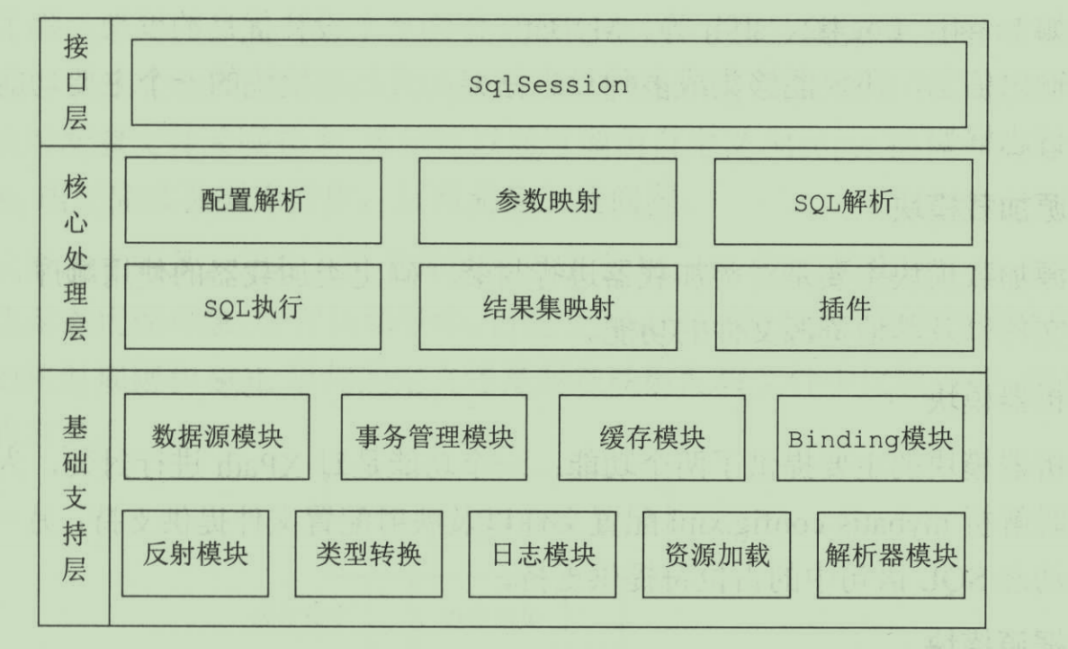 接口层
SqlSession
核心处理层
配置解析
参数映射
SQL解析
SQL执行
结果集映射
插件
基础支持层
数据源模块
事务管理模块
缓存模块
Binding模块
反射模块
类型转换
日志模块
资源加载
解析器模块